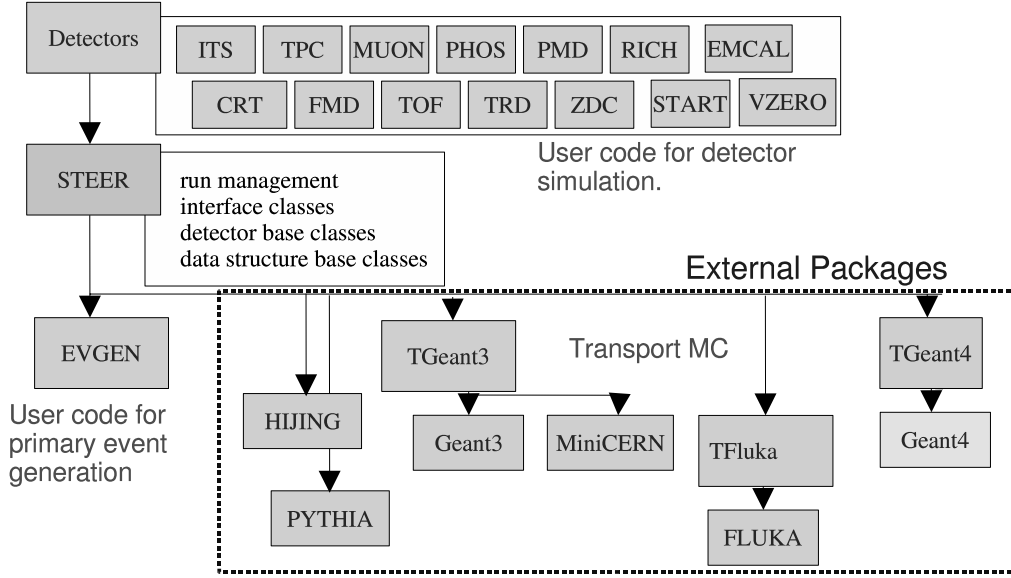 Detectors
ITS TPC MUON PHOS PMD RICH EMCAL
CRT FMD TOF TRD ZDC START VZERO
User code for detector
simulation.
STEER
run management
interface classes
detector base classes
data structure base classes
External Packages
EVGEN
User code for
primary event
generation
Transport MC
TGeant3
TGeant4
HIJING
Geant3
MiniCERN
TFluka
Geant4
PYTHIA
FLUKA